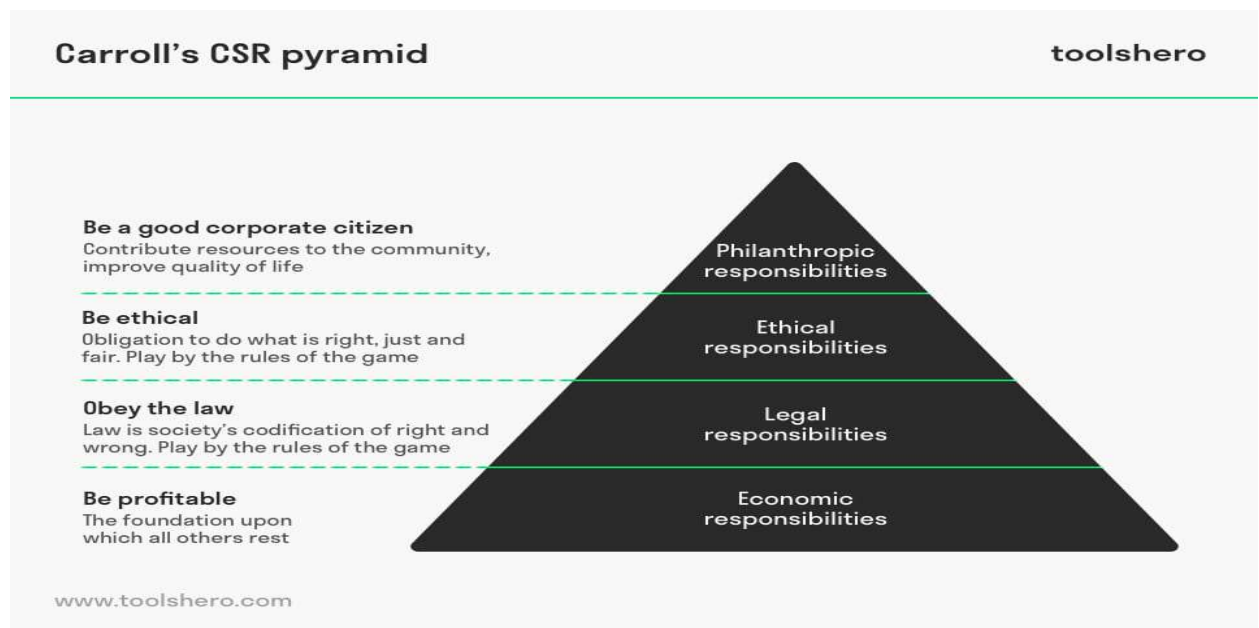 Carroll's CSR pyramid
toolshero
Be a good corporate citizen
Contribute resources to the community,
improve quality of life
Philanthropic
responsibilities
Be ethical
Obligation to do what is right, just and
fair. Play by the rules of the game
Ethical
responsibilities
Obey the law
Law is society's codification of right and
wrong. Play by the rules of the game
Legal
responsibilities
Be profitable
The foundation upon
which all others rest
Economic
responsibilities
www.toolshero.com